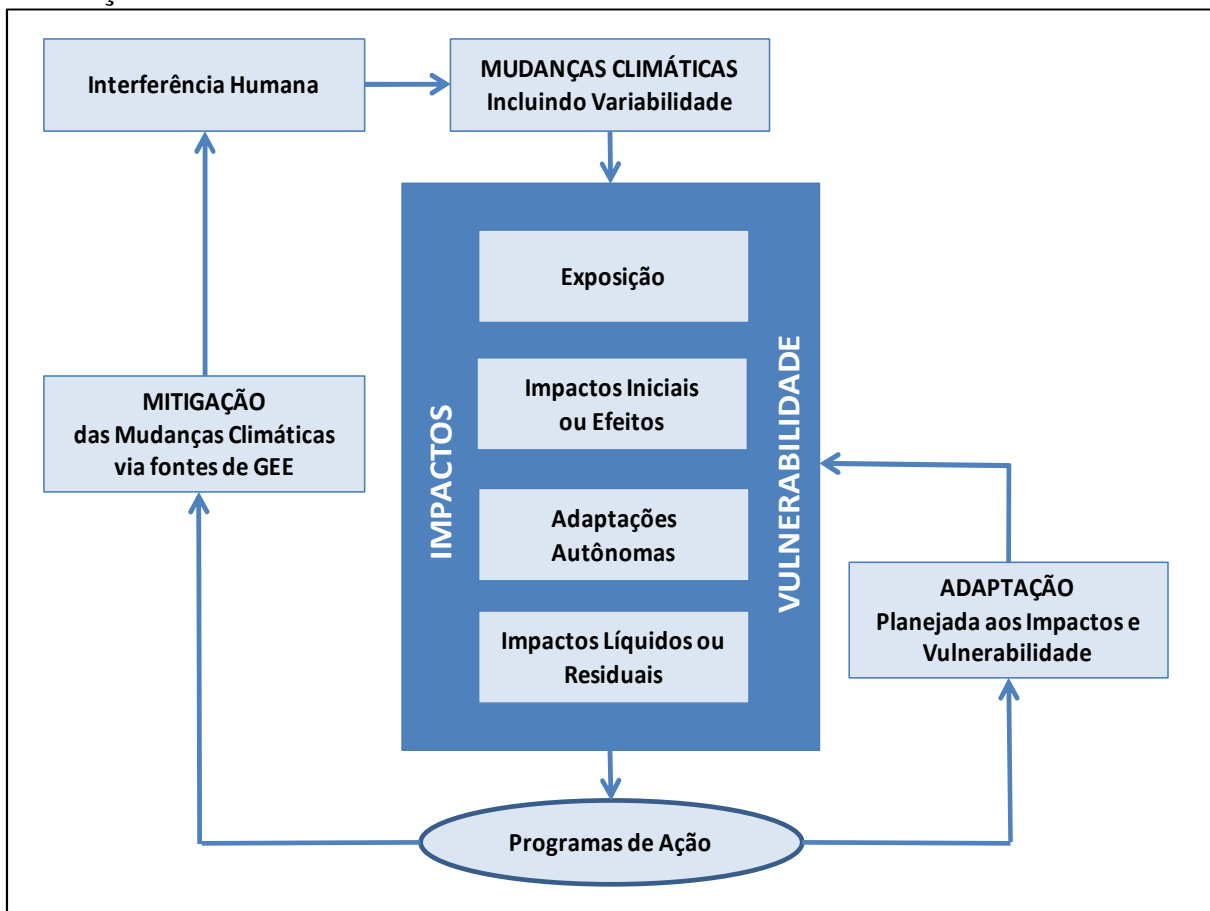 Interferência Humana
MUDANÇAS CLIMÁTICAS
Incluindo Variabilidade
Exposição
Impactos Iniciais
ou Efeitos
IMPACTOS
VULNERABILIDADE
MITIGAÇÃO
das Mudanças Climáticas
via fontes de GEE
Adaptações
Autônomas
ADAPTAÇÃO
Planejada aos Impactos e
Vulnerabilidade
Impactos Líquidos ou
Residuais
Programas de Ação